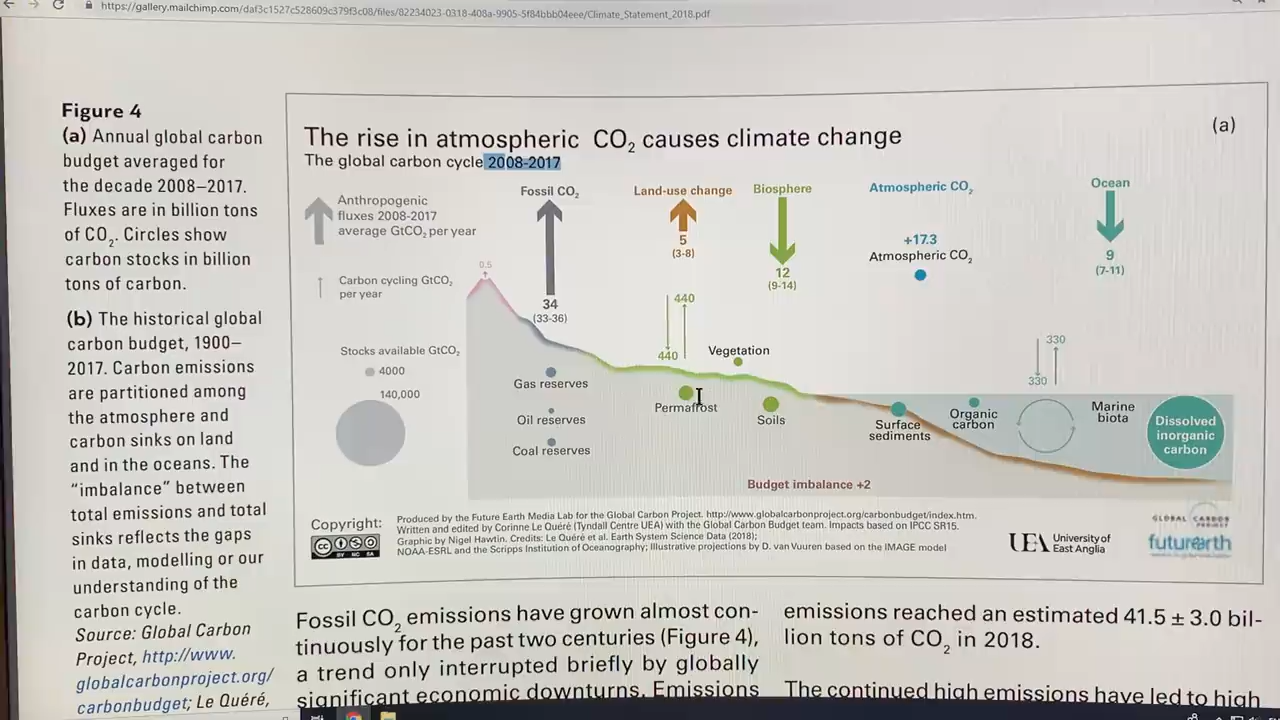 https://gallery.mailchimp.com/daf3c1527c528609c379f3c08/files/82234023-0318-408a-9905-5f84bbb04eee/Climate_Statement_2018.pdf
Figure 4
(a) Annual global carbon
budget averaged for
the decade 2008–2017.
Fluxes are in billion tons
of CO₂. Circles show
carbon stocks in billion
tons of carbon.
(b) The historical global
carbon budget, 1900–
2017. Carbon emissions
are partitioned among
the atmosphere and
carbon sinks on land
and in the oceans. The
“imbalance” between
total emissions and total
sinks reflects the gaps
in data, modelling or our
understanding of the
carbon cycle.
Source: Global Carbon
Project, http://www.
globalcarbonproject.org/
carbonbudget; Le Quéré,
The rise in atmospheric CO₂ causes climate change
(a)
The global carbon cycle 2008-2017
Anthropogenic
fluxes 2008-2017
average GtCO₂ per year
Carbon cycling GtCO₂
per year
Stocks available GtCO₂
4000
140,000
0.5
Fossil CO₂
34
(33-36)
Gas reserves
Oil reserves
Coal reserves
Land-use change
5
(3-8)
440
440
Permafrost
Biosphere
12
(9-14)
Vegetation
Soils
Atmospheric CO₂
+17.3
Atmospheric CO₂
Surface
sediments
Organic
carbon
Ocean
9
(7-11)
330
330
Marine
biota
Dissolved
inorganic
carbon
Budget imbalance +2
Copyright:
CC
BY NC SA
Produced by the Future Earth Media Lab for the Global Carbon Project. http://www.globalcarbonproject.org/carbonbudget/index.htm.
Written and edited by Corinne Le Quéré (Tyndall Centre UEA) with the Global Carbon Budget team. Impacts based on IPCC SR15.
Graphic by Nigel Hawtin. Credits: Le Quéré et al. Earth System Science Data (2018);
NOAA-ESRL and the Scripps Institution of Oceanography; Illustrative projections by D. van Vuuren based on the IMAGE model
UEA University of
East Anglia
GLOBAL CARBON
PROJECT
futurearth
Fossil CO₂ emissions have grown almost con-
tinuously for the past two centuries (Figure 4),
a trend only interrupted briefly by globally
significant economic downturns. Emissions
emissions reached an estimated 41.5 ± 3.0 bil-
lion tons of CO₂ in 2018.
The continued high emissions have led to high